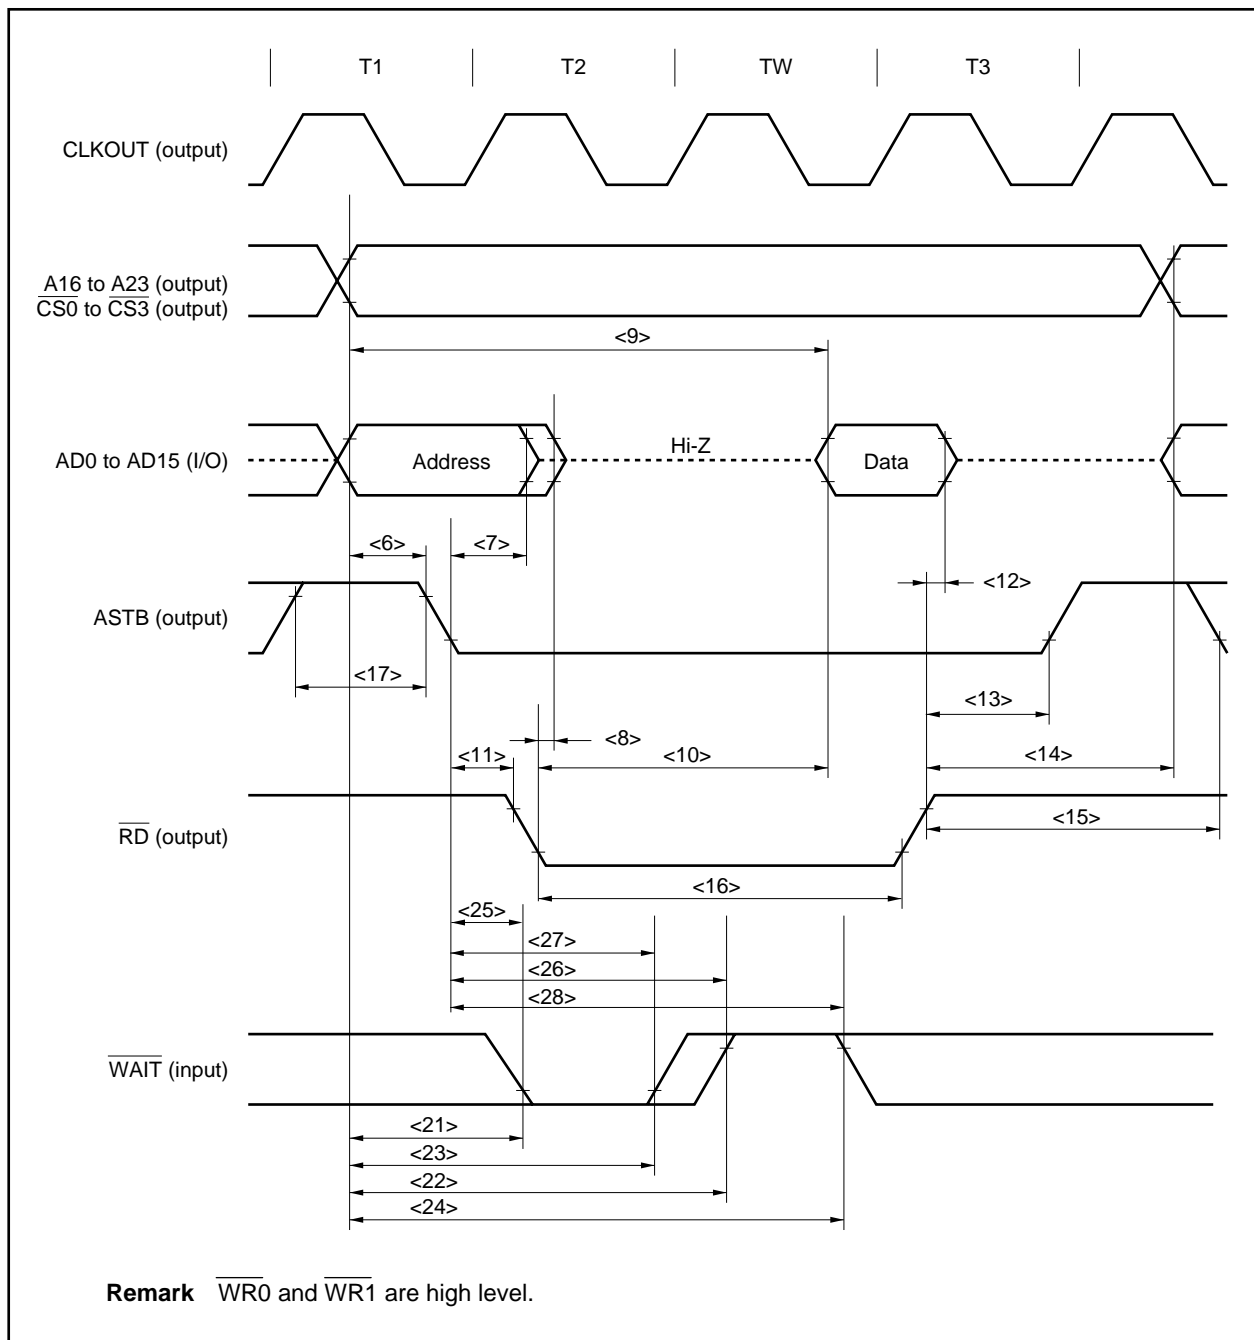 T1 T2 TW T3
CLKOUT (output)
A16 to A23 (output)
CS0 to CS3 (output)
<9>
AD0 to AD15 (I/O)
Address
Hi-Z
Data
<6>
<7>
<12>
ASTB (output)
<17>
<13>
<8>
<11>
<10>
<14>
<15>
RD (output)
<16>
<25>
<27>
<26>
<28>
WAIT (input)
<21>
<23>
<22>
<24>
Remark WR0 and WR1 are high level.